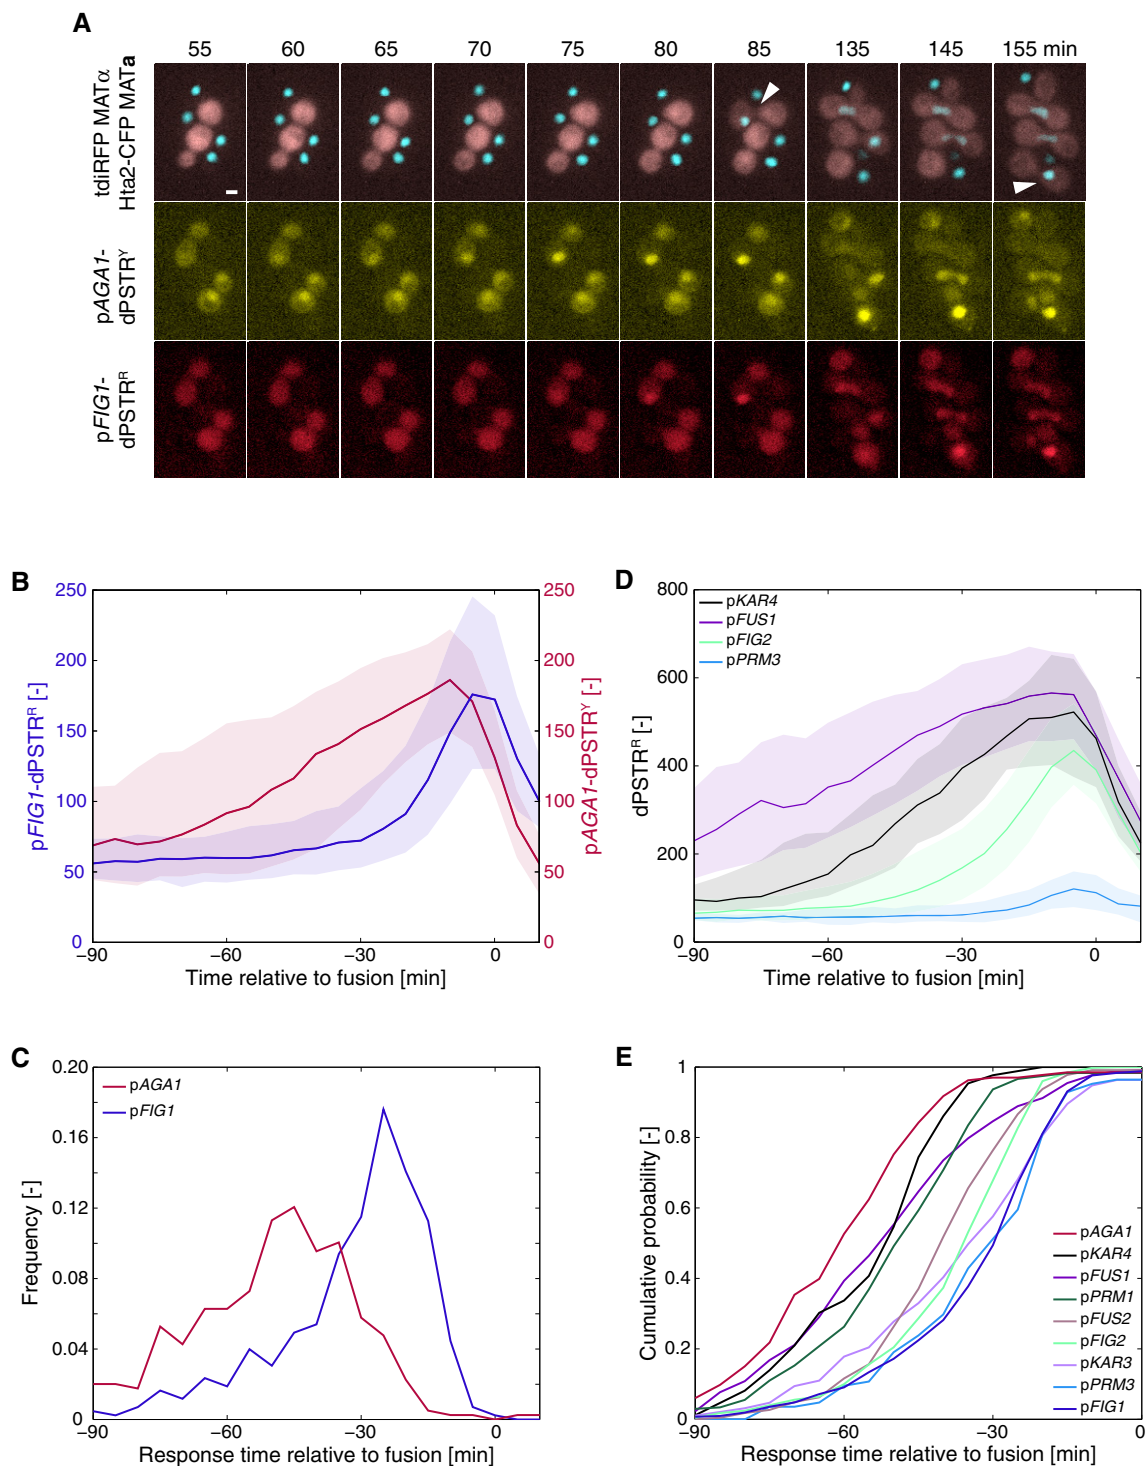 A
55 60 65 70 75 80 85 135 145 155 min
tdiRFP MATα
Hta2-CFP MATa
pAGA1-
dPSTRʸ
pFIG1-
dPSTRᴿ
B
250
200
150
100
50
0
pFIG1-dPSTRᴿ [-]
250
200
150
100
50
0
pAGA1-dPSTRʸ [-]
−90 −60 −30 0
Time relative to fusion [min]
D
800
600
400
200
0
dPSTRᴿ [-]
pKAR4
pFUS1
pFIG2
pPRM3
−90 −60 −30 0
Time relative to fusion [min]
C
0.20
0.16
0.12
0.08
0.04
0
Frequency [-]
pAGA1
pFIG1
−90 −60 −30 0
Response time relative to fusion [min]
E
1
0.8
0.6
0.4
0.2
0
Cumulative probability [-]
pAGA1
pKAR4
pFUS1
pPRM1
pFUS2
pFIG2
pKAR3
pPRM3
pFIG1
−90 −60 −30 0
Response time relative to fusion [min]